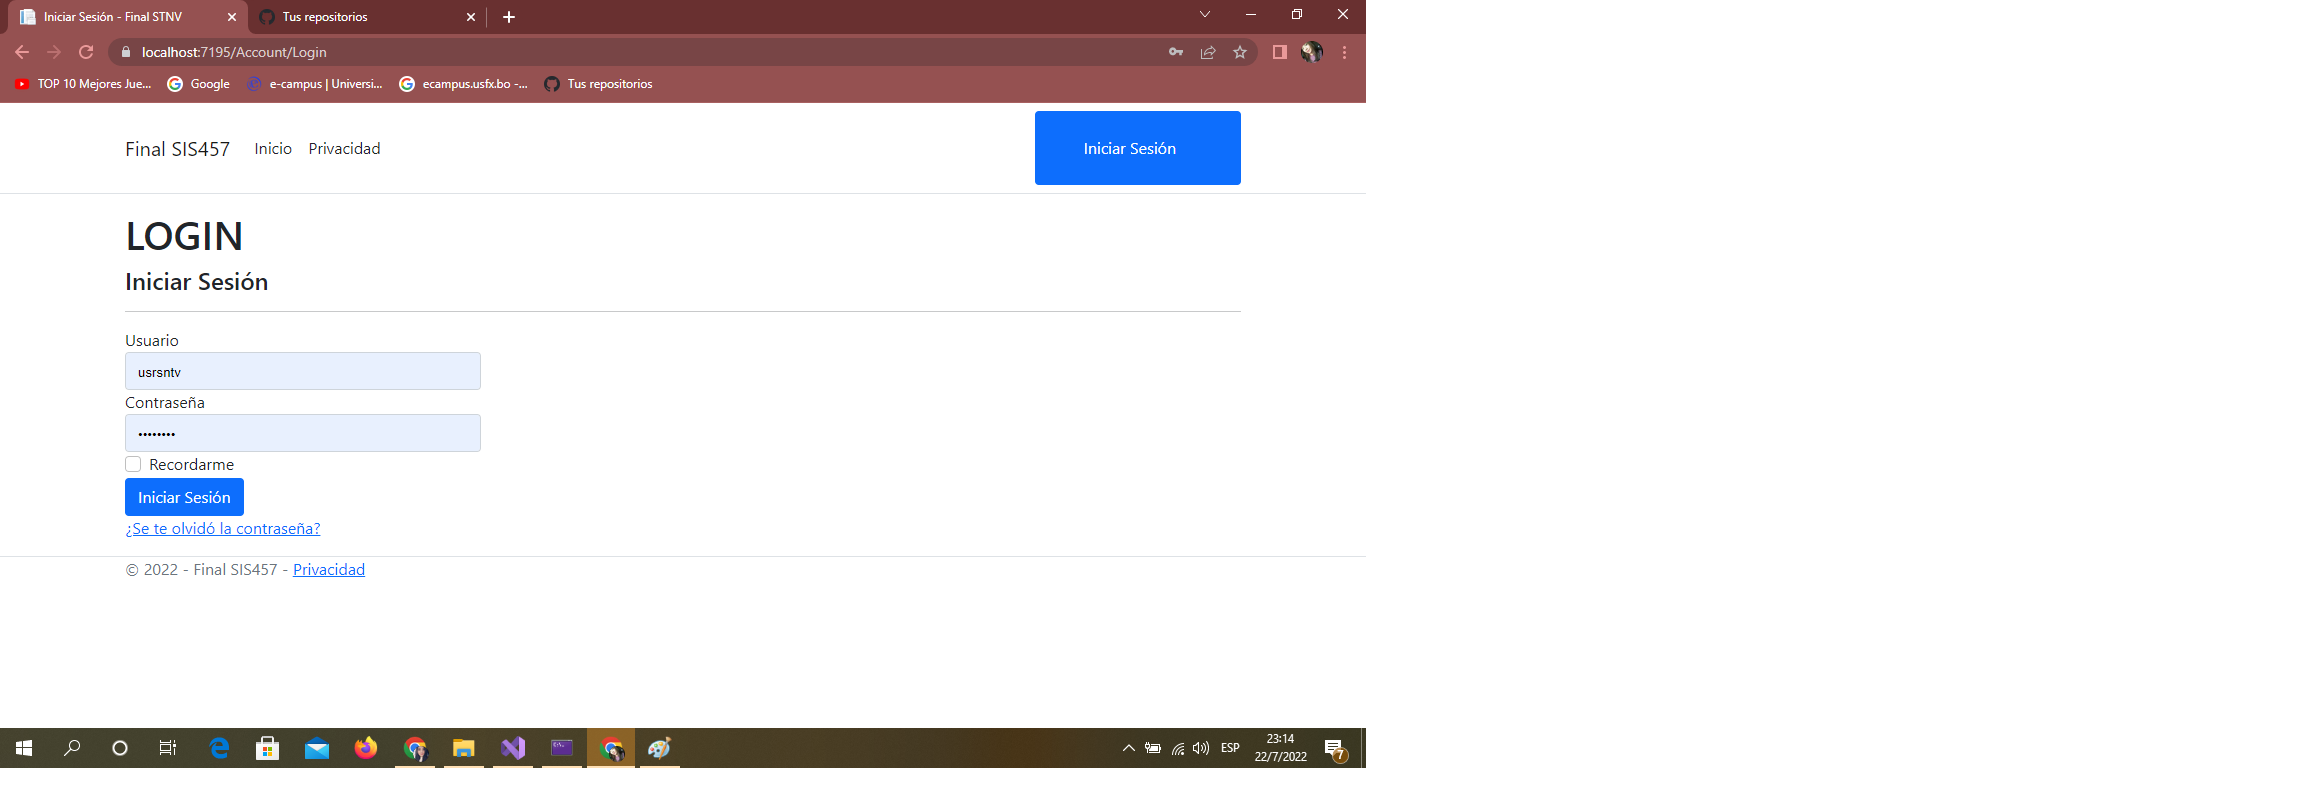 Iniciar Sesión - Final STNV
Tus repositorios
localhost:7195/Account/Login
TOP 10 Mejores Jue...
Google
e-campus | Universi...
ecampus.usfx.bo -...
Tus repositorios
Final SIS457
Inicio
Privacidad
Iniciar Sesión
LOGIN
Iniciar Sesión
Usuario
usrsntv
Contraseña
••••••••
Recordarme
Iniciar Sesión
¿Se te olvidó la contraseña?
© 2022 - Final SIS457 - Privacidad
ESP
23:14
22/7/2022
7